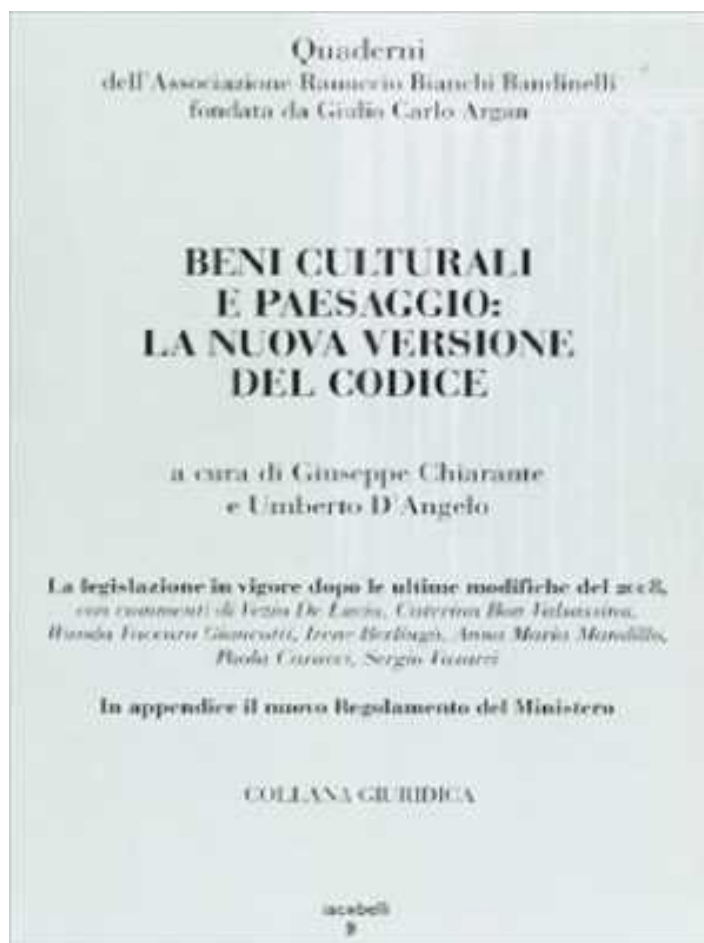 Quaderni
dell'Associazione Ranuccio Bianchi Bandinelli
fondata da Giulio Carlo Argan
BENI CULTURALI
E PAESAGGIO:
LA NUOVA VERSIONE
DEL CODICE
a cura di Giuseppe Chiarante
e Umberto D'Angelo
La legislazione in vigore dopo le ultime modifiche del 2008,
con commenti di Vezio De Lucia, Caterina Bon Valsassina,
Wanda Vaccaro Giancotti, Irene Berlingò, Anna Maria Mandillo,
Paola
In appendice il nuovo Regolamento del Ministero
COLLANA GIURIDICA
iacobelli